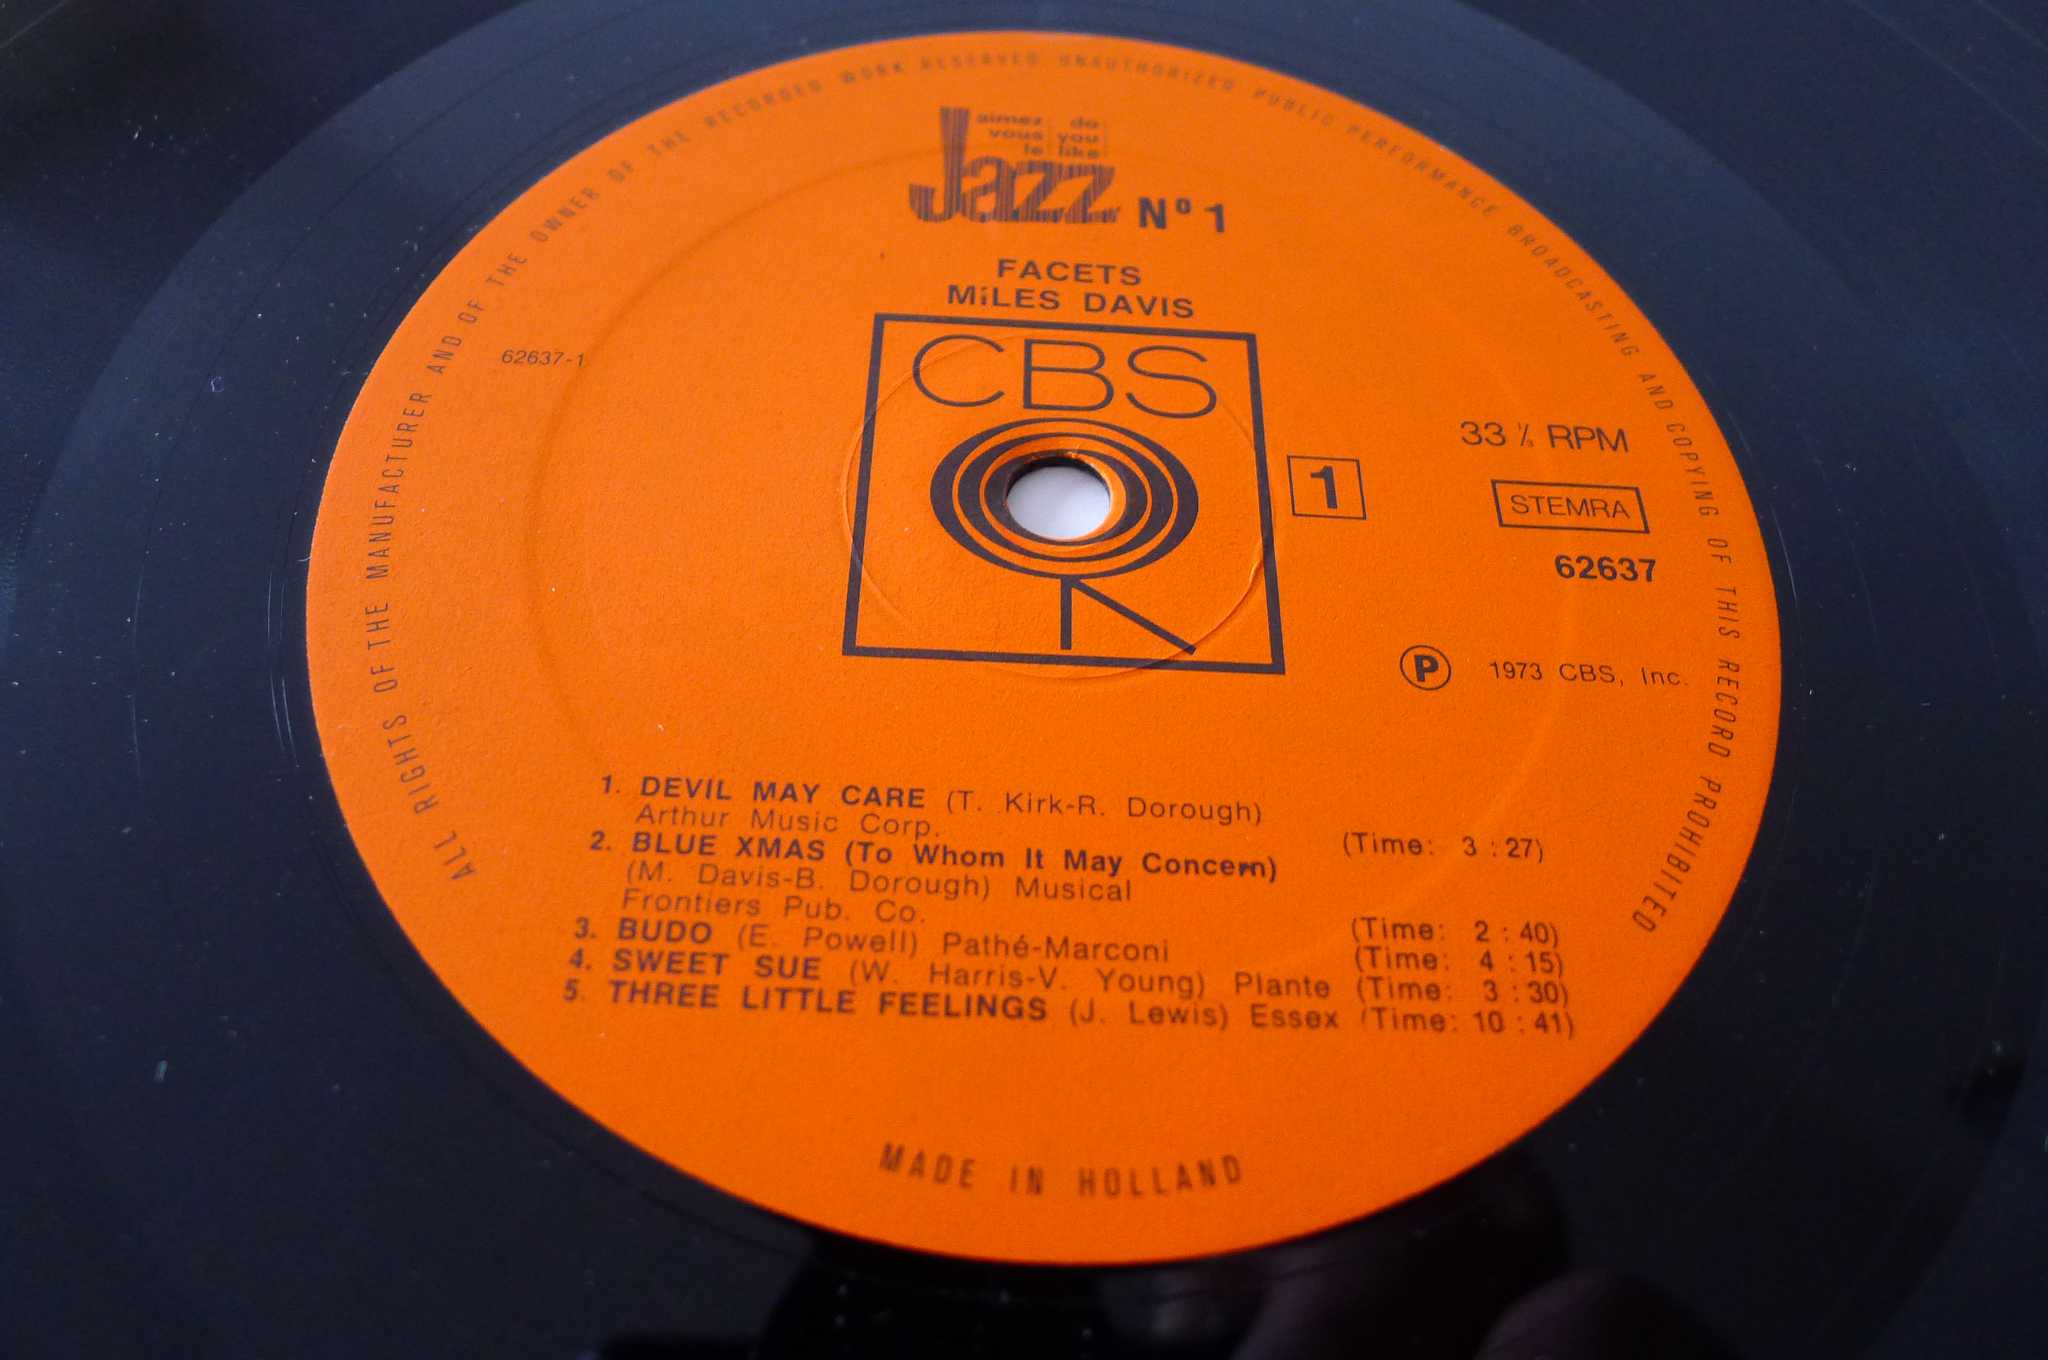 ALL RIGHTS OF THE MANUFACTURER AND OF THE OWNER OF THE RECORDED WORK RESERVED UNAUTHORIZED PUBLIC PERFORMANCE BROADCASTING AND COPYING OF THIS RECORD PROHIBITED
aimez do
vous you
le like
Jazz Nº 1
FACETS
MiLES DAVIS
62637-1
CBS
33 ⅓ RPM
1
STEMRA
62637
Ⓟ 1973 CBS, Inc.
1. DEVIL MAY CARE (T. Kirk-R. Dorough)
Arthur Music Corp. (Time: 3 : 27)
2. BLUE XMAS (To Whom It May Concern)
(M. Davis-B. Dorough) Musical
Frontiers Pub. Co. (Time: 2 : 40)
3. BUDO (E. Powell) Pathé-Marconi (Time: 4 : 15)
4. SWEET SUE (W. Harris-V. Young) Plante (Time: 3 : 30)
5. THREE LITTLE FEELINGS (J. Lewis) Essex (Time: 10 : 41)
MADE IN HOLLAND